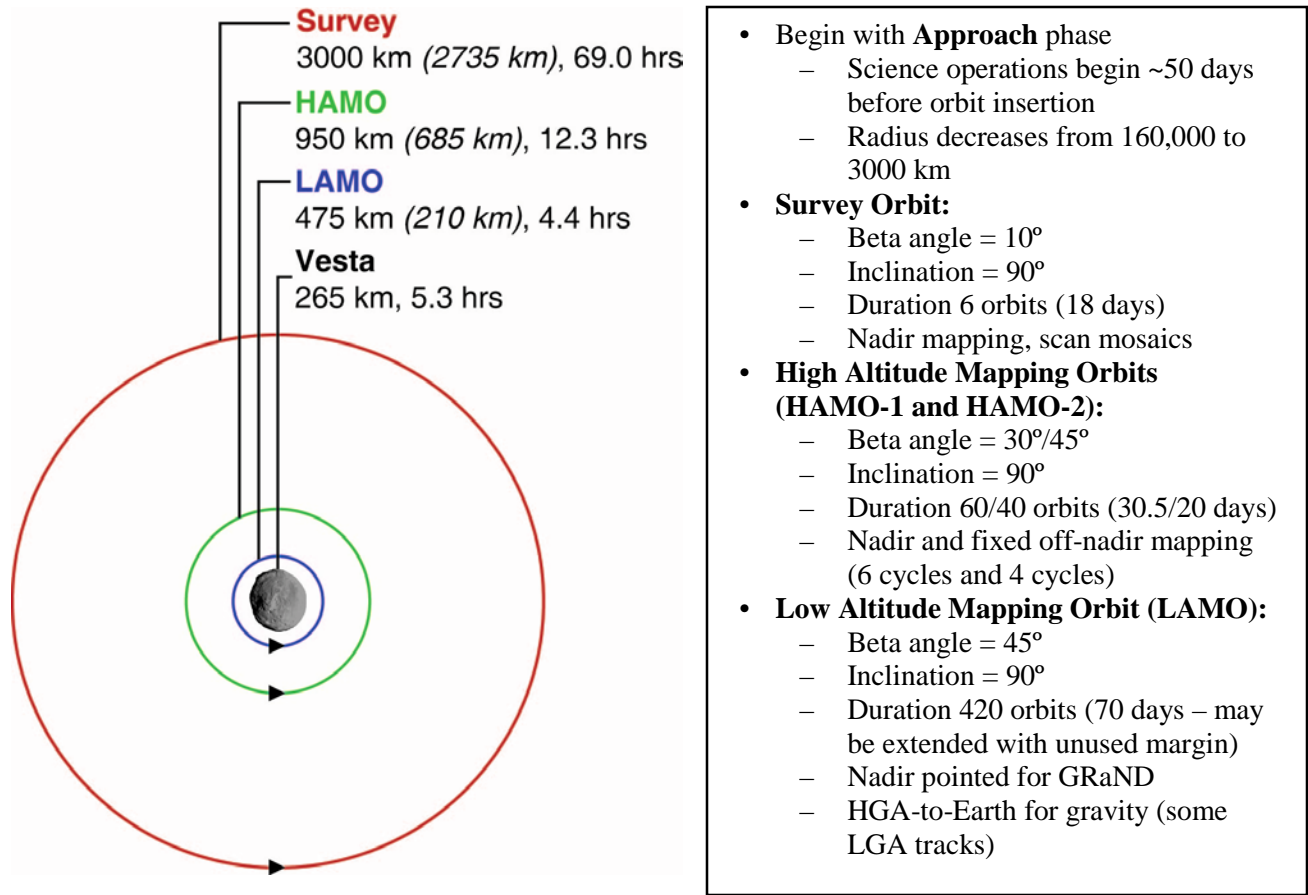 Survey
3000 km (2735 km), 69.0 hrs
HAMO
950 km (685 km), 12.3 hrs
LAMO
475 km (210 km), 4.4 hrs
Vesta
265 km, 5.3 hrs
• Begin with Approach phase
– Science operations begin ~50 days
before orbit insertion
– Radius decreases from 160,000 to
3000 km
• Survey Orbit:
– Beta angle = 10º
– Inclination = 90º
– Duration 6 orbits (18 days)
– Nadir mapping, scan mosaics
• High Altitude Mapping Orbits
(HAMO-1 and HAMO-2):
– Beta angle = 30º/45º
– Inclination = 90º
– Duration 60/40 orbits (30.5/20 days)
– Nadir and fixed off-nadir mapping
(6 cycles and 4 cycles)
• Low Altitude Mapping Orbit (LAMO):
– Beta angle = 45º
– Inclination = 90º
– Duration 420 orbits (70 days – may
be extended with unused margin)
– Nadir pointed for GRaND
– HGA-to-Earth for gravity (some
LGA tracks)